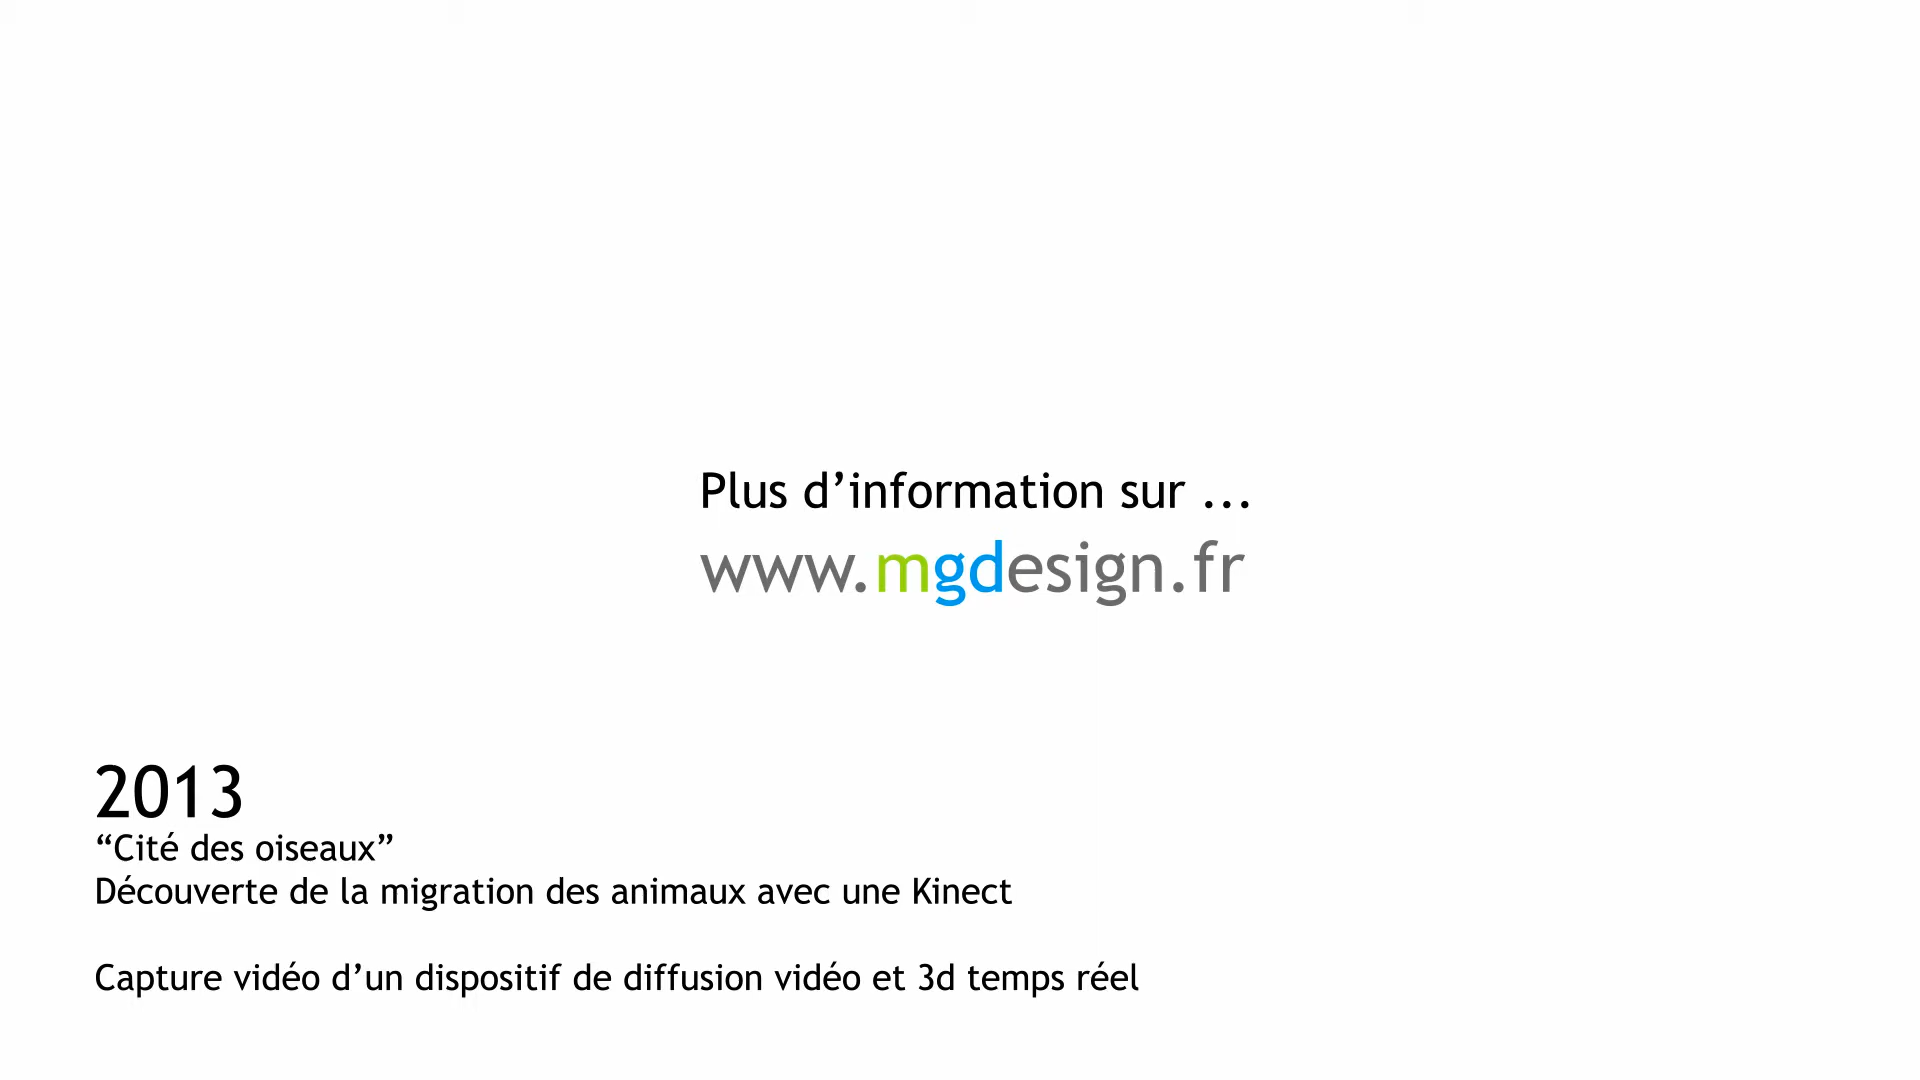 Plus d’information sur ...
www.mgdesign.fr
2013
“Cité des oiseaux”
Découverte de la migration des animaux avec une Kinect
Capture vidéo d’un dispositif de diffusion vidéo et 3d temps réel